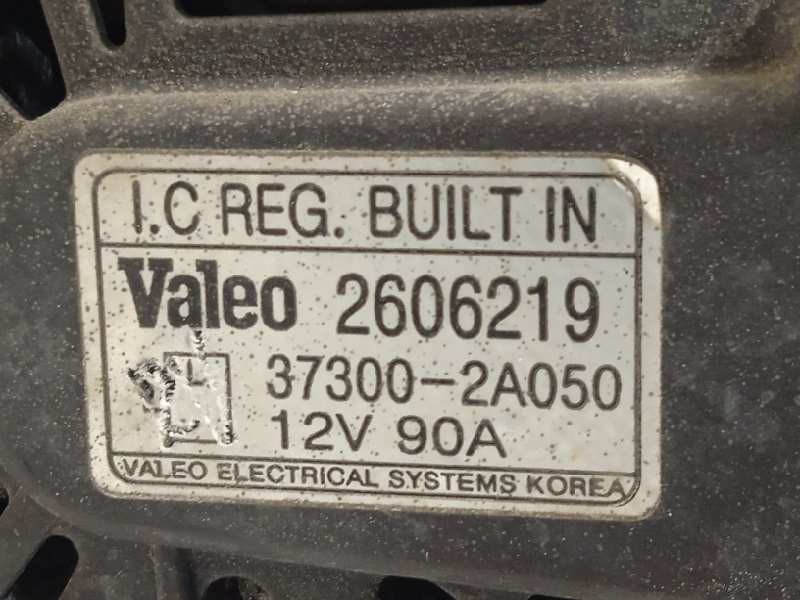 I.C REG. BUILT IN
Valeo 2606219
37300-2A050
12V 90A
VALEO ELECTRICAL SYSTEMS KOREA